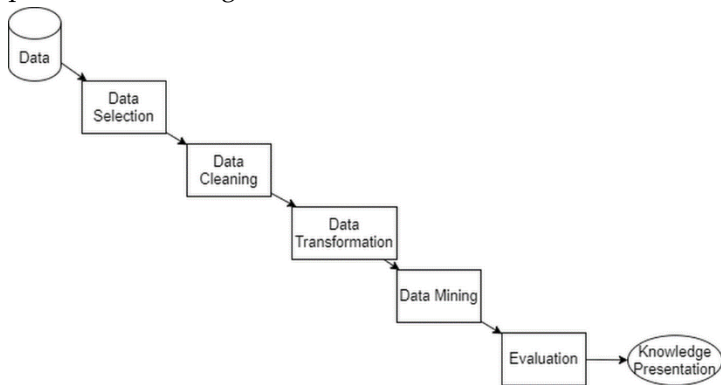 Data
Data
Selection
Data
Cleaning
Data
Transformation
Data Mining
Evaluation
Knowledge
Presentation